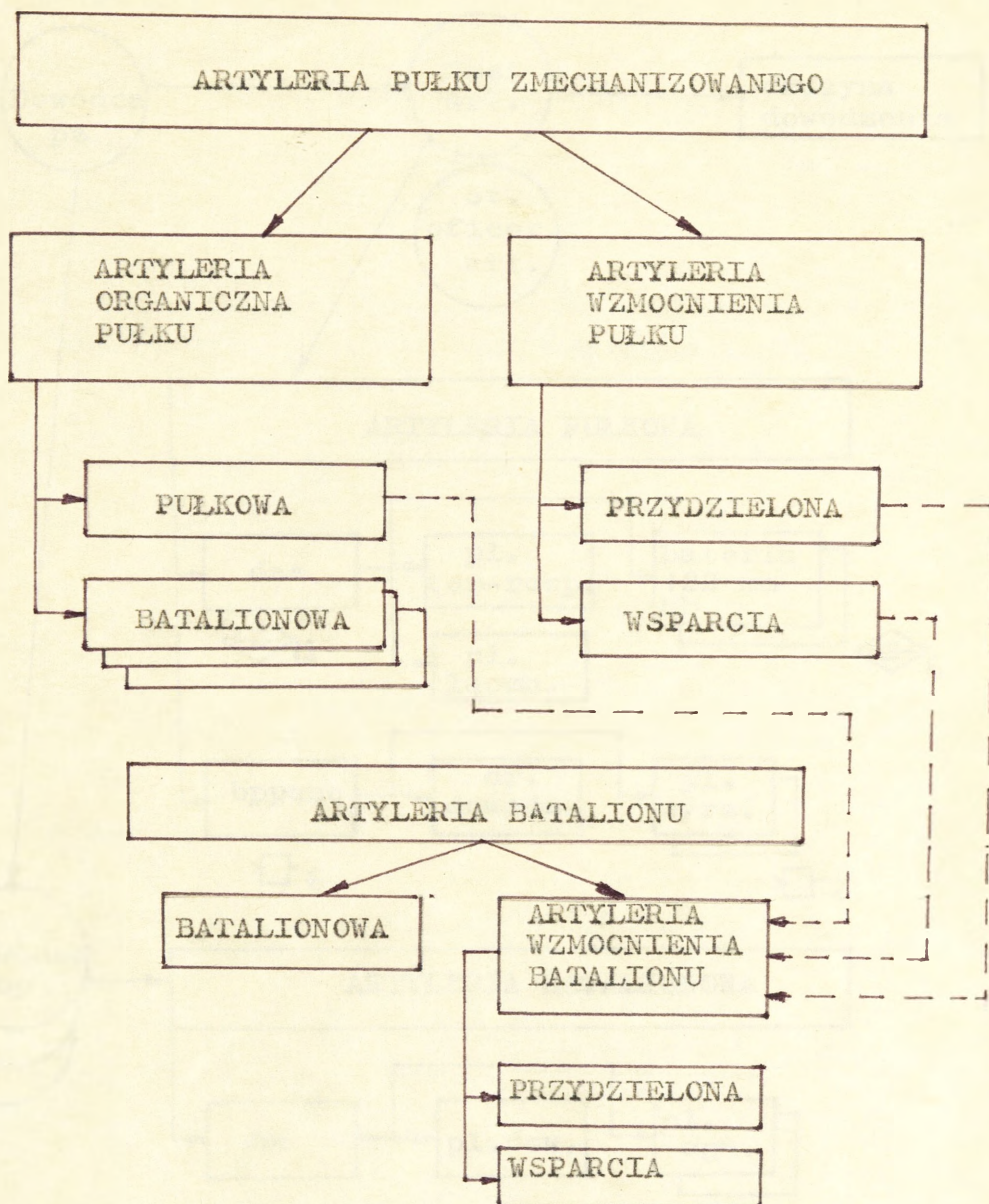 ARTYLERIA PUŁKU ZMECHANIZOWANEGO
ARTYLERIA
ORGANICZNA
PUŁKU
ARTYLERIA
WZMOCNIENIA
PUŁKU
PUŁKOWA
PRZYDZIELONA
BATALIONOWA
WSPARCIA
ARTYLERIA BATALIONU
BATALIONOWA
ARTYLERIA
WZMOCNIENIA
BATALIONU
PRZYDZIELONA
WSPARCIA